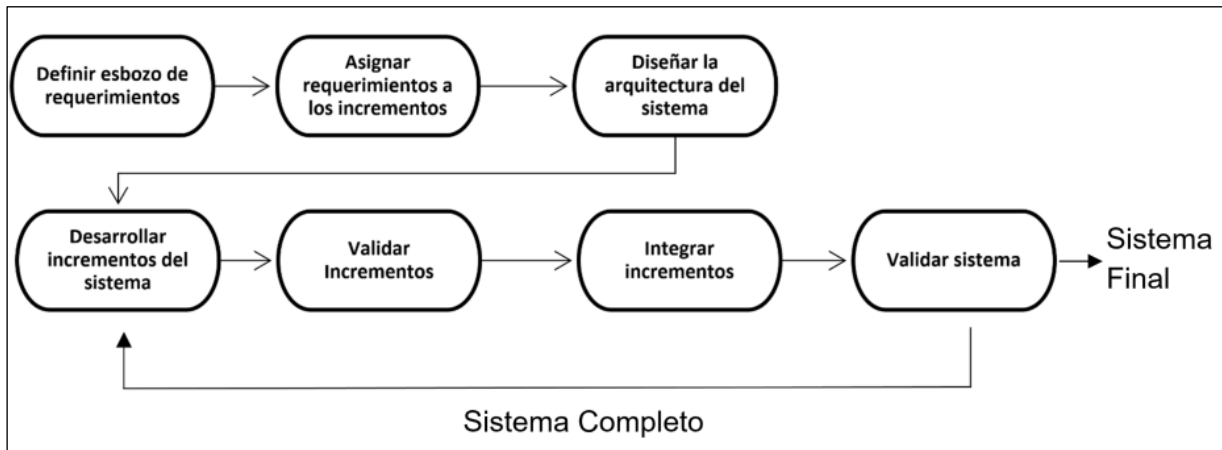 Definir esbozo de
requerimientos
Asignar
requerimientos a
los incrementos
Diseñar la
arquitectura del
sistema
Desarrollar
incrementos del
sistema
Validar
Incrementos
Integrar
incrementos
Validar sistema
Sistema
Final
Sistema Completo